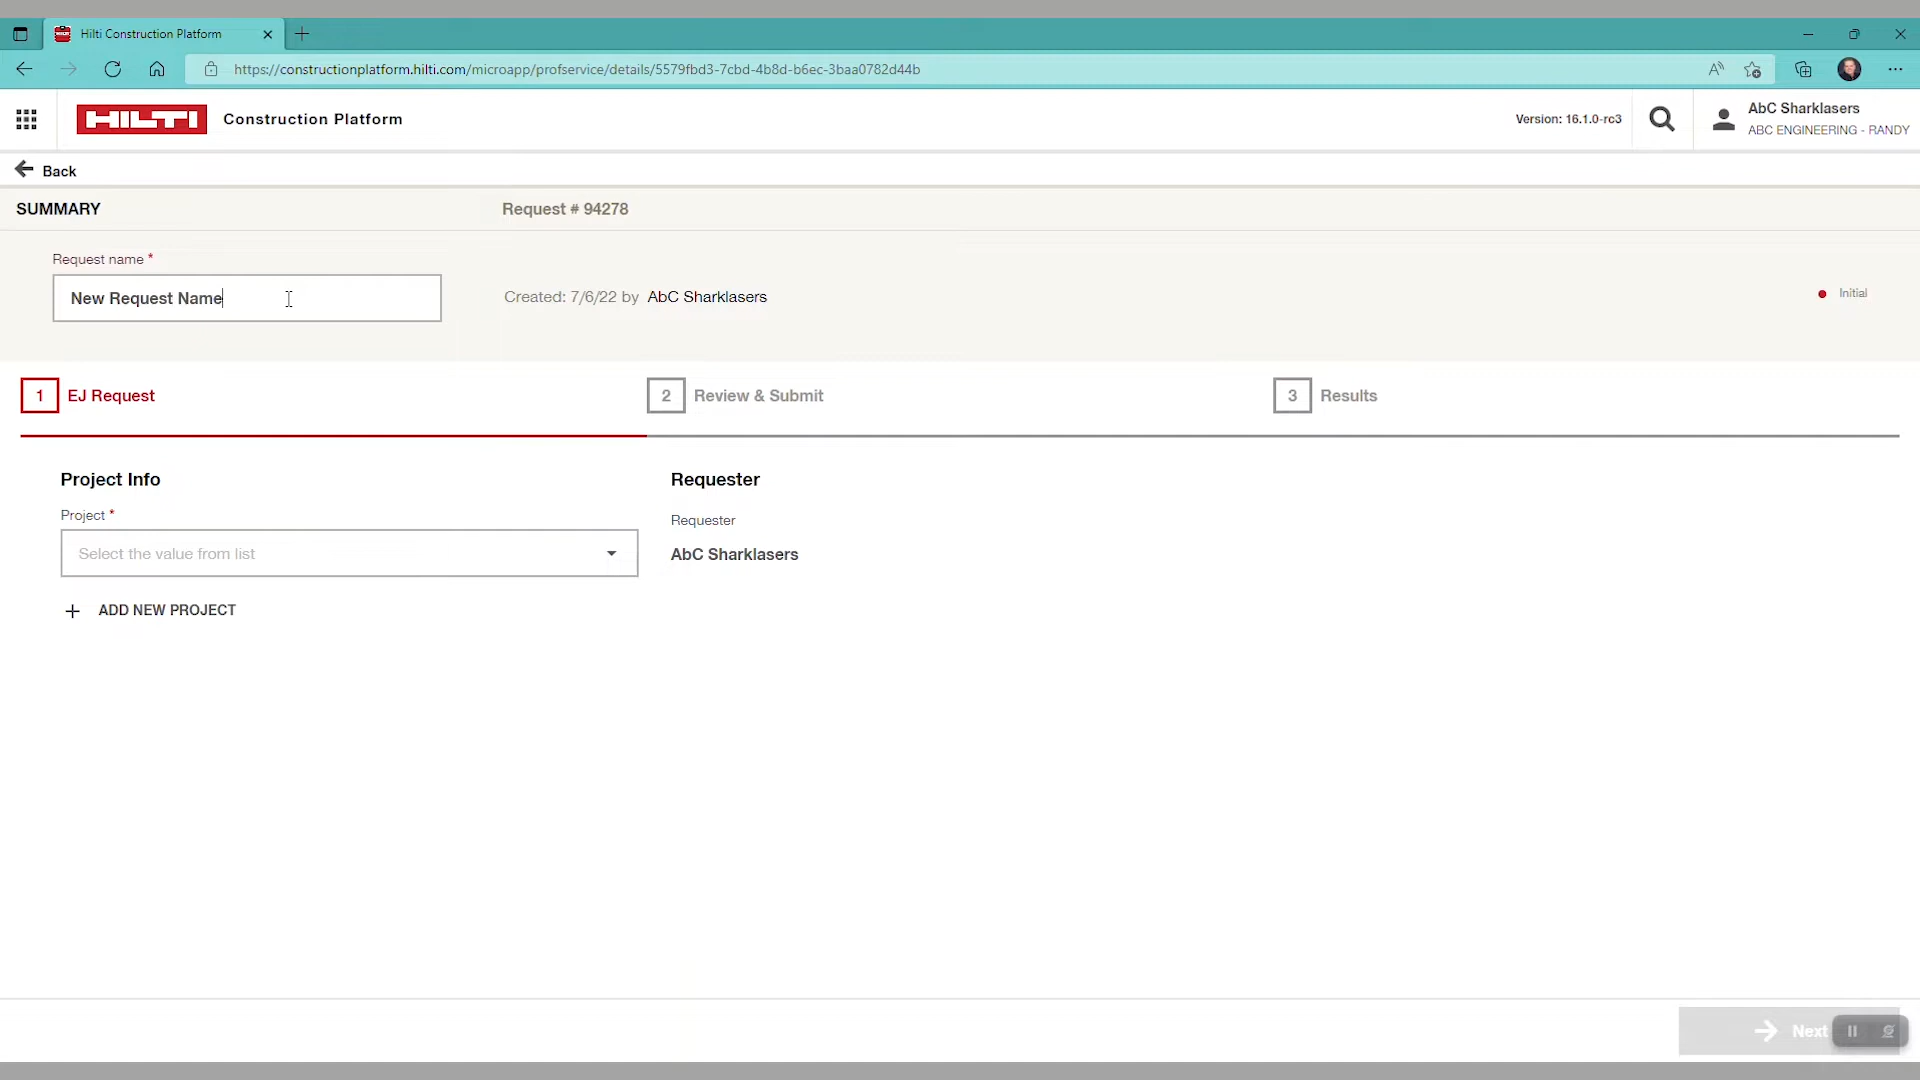 Hilti Construction Platform
https://constructionplatform.hilti.com/microapp/profservice/details/5579fbd3-7cbd-4b8d-b6ec-3baa0782d44b
HILTI Construction Platform
Version: 16.1.0-rc3
AbC Sharklasers
ABC ENGINEERING - RANDY
Back
SUMMARY
Request # 94278
Request name *
New Request Name
Created: 7/6/22 by AbC Sharklasers
Initial
1 EJ Request
2 Review & Submit
3 Results
Project Info
Requester
Project *
Requester
Select the value from list
AbC Sharklasers
+ ADD NEW PROJECT
Next